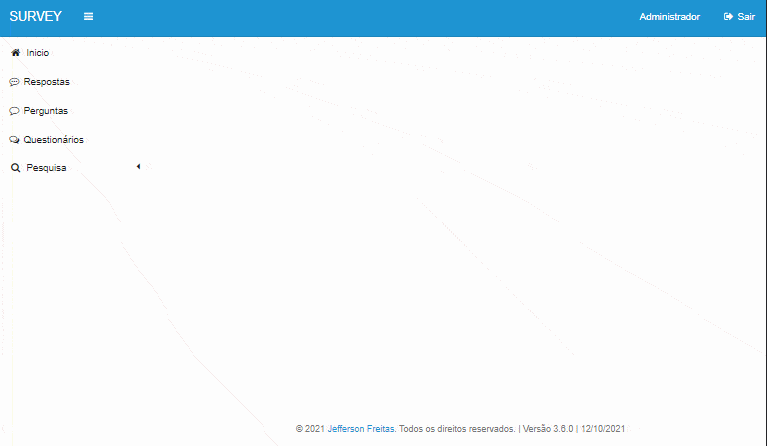 SURVEY Administrador Sair
Inicio
Respostas
Perguntas
Questionários
Pesquisa
© 2021 Jefferson Freitas. Todos os direitos reservados. | Versão 3.6.0 | 12/10/2021